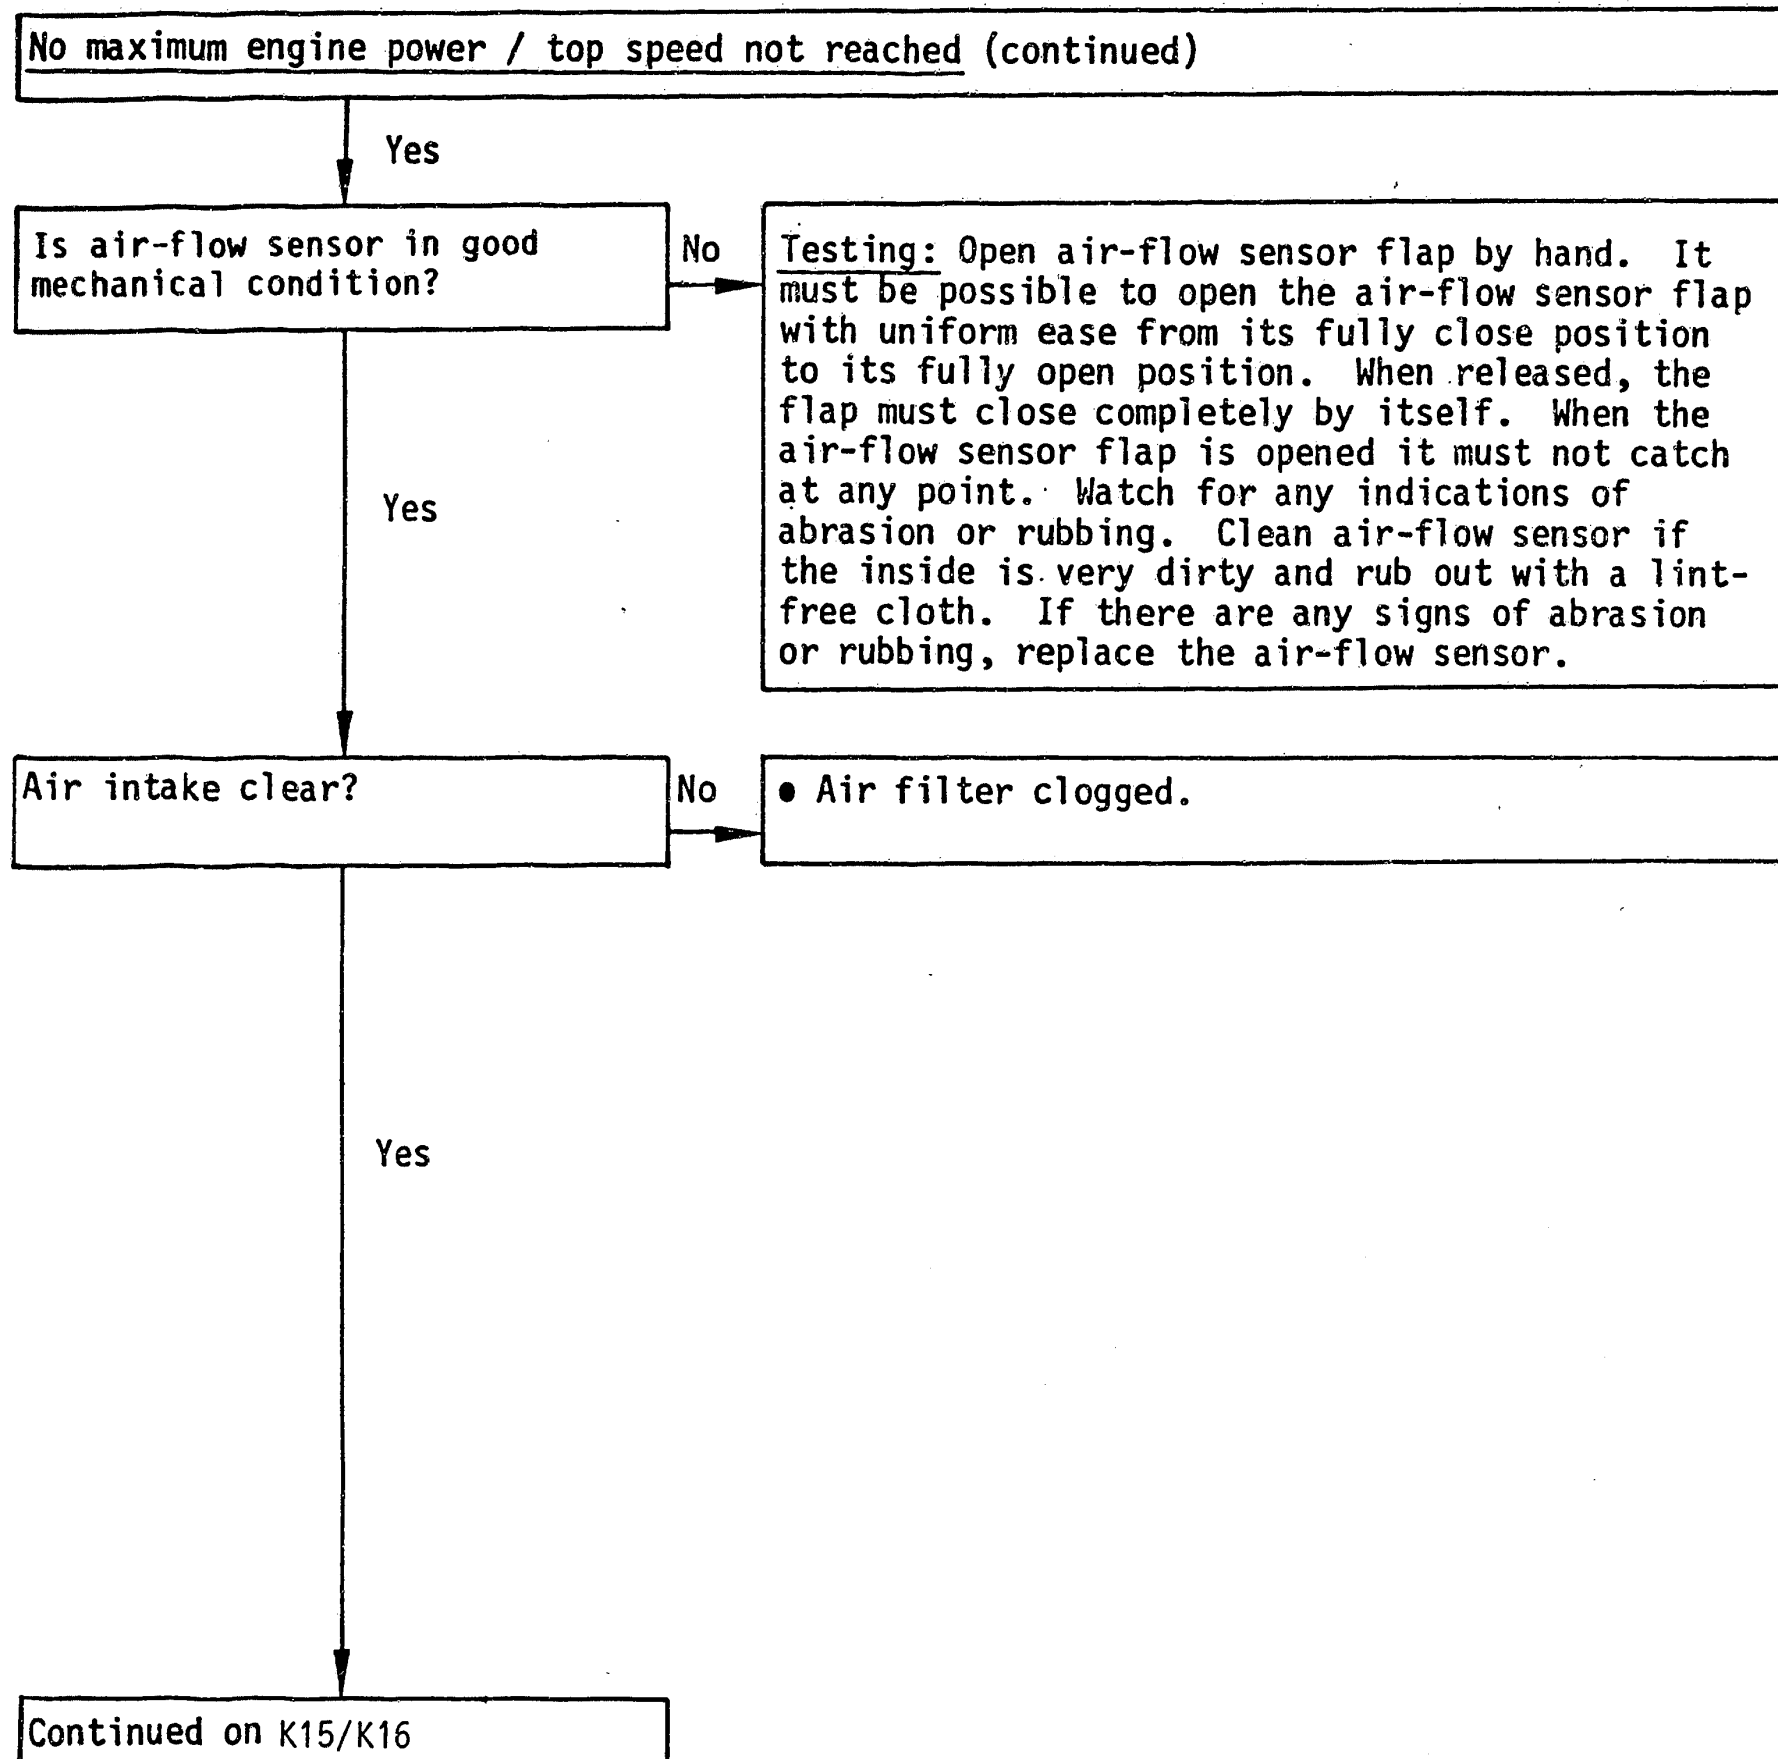 No maximum engine power / top speed not reached (continued)
Yes
Is air-flow sensor in good
mechanical condition?
No
Testing: Open air-flow sensor flap by hand. It
must be possible to open the air-flow sensor flap
with uniform ease from its fully close position
to its fully open position. When released, the
flap must close completely by itself. When the
air-flow sensor flap is opened it must not catch
at any point. Watch for any indications of
abrasion or rubbing. Clean air-flow sensor if
the inside is very dirty and rub out with a lint-
free cloth. If there are any signs of abrasion
or rubbing, replace the air-flow sensor.
Yes
Air intake clear?
No
● Air filter clogged.
Yes
Continued on K15/K16